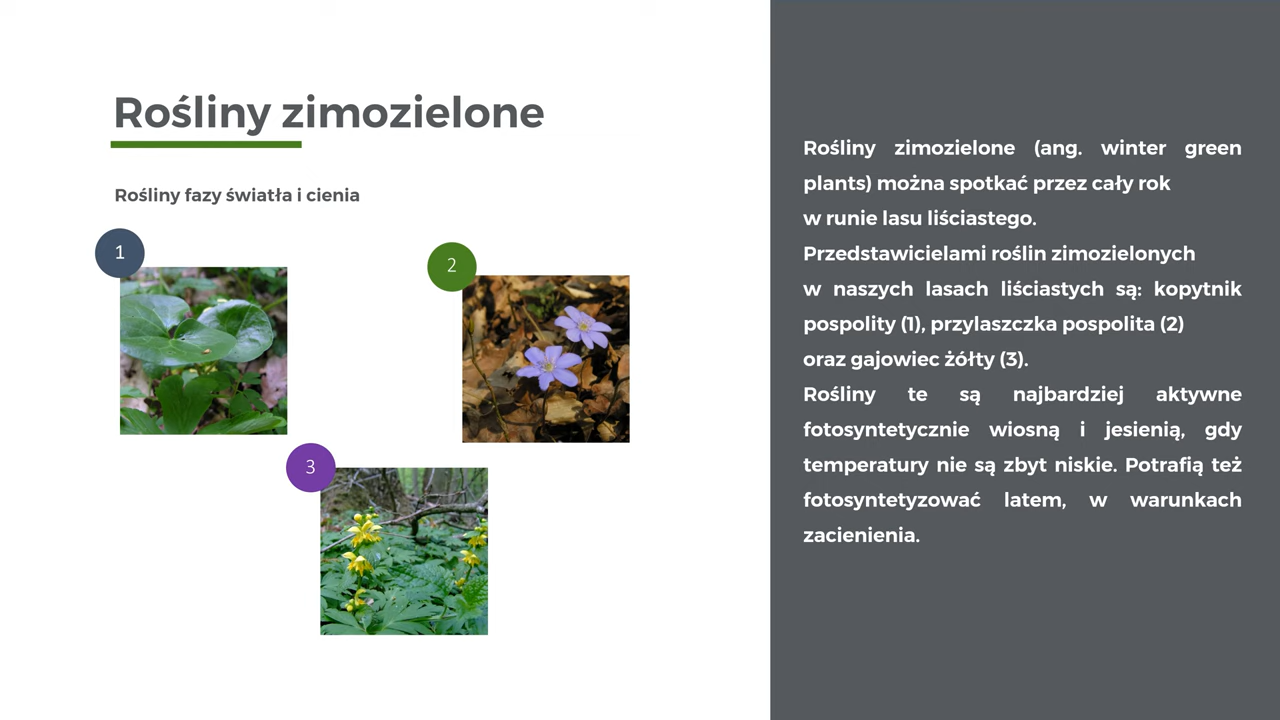 Rośliny zimozielone
Rośliny fazy światła i cienia
1
2
3
Rośliny zimozielone (ang. winter green
plants) można spotkać przez cały rok
w runie lasu liściastego.
Przedstawicielami roślin zimozielonych
w naszych lasach liściastych są: kopytnik
pospolity (1), przylaszczka pospolita (2)
oraz gajowiec żółty (3).
Rośliny te są najbardziej aktywne
fotosyntetycznie wiosną i jesienią, gdy
temperatury nie są zbyt niskie. Potrafią też
fotosyntetyzować latem, w warunkach
zacienienia.